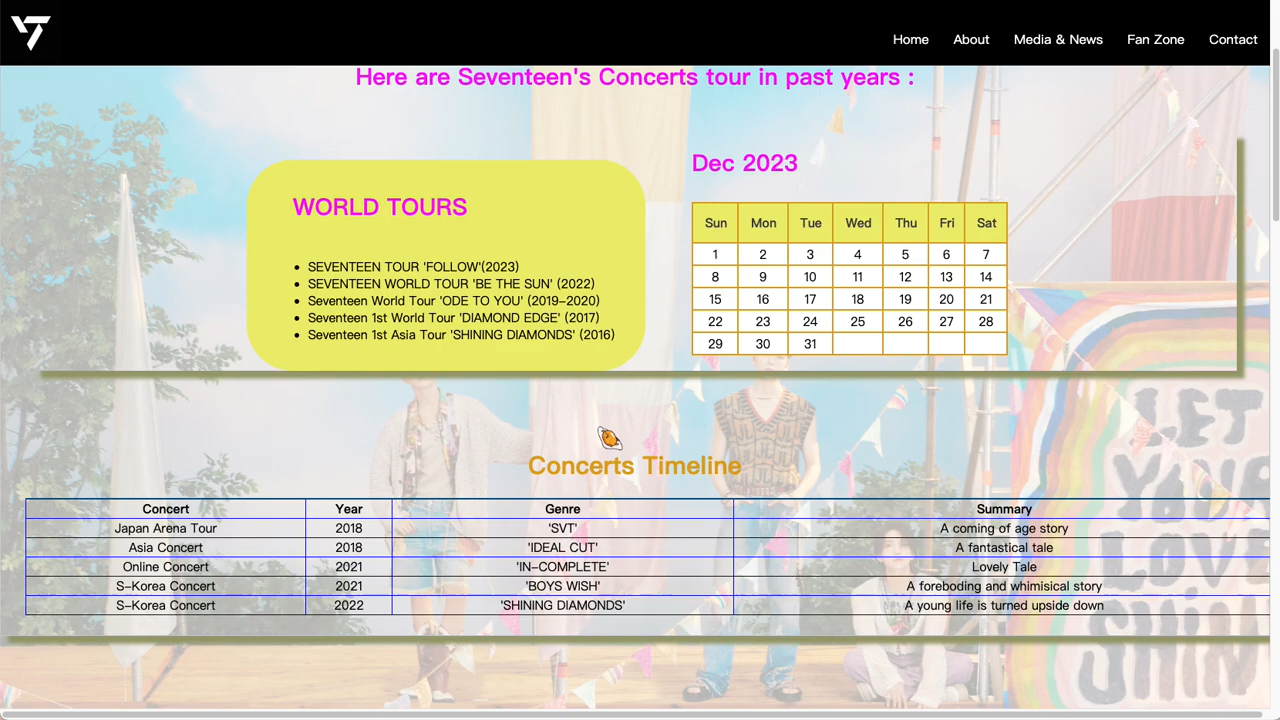 Home About Media & News Fan Zone Contact
Here are Seventeen's Concerts tour in past years :
WORLD TOURS
• SEVENTEEN TOUR 'FOLLOW'(2023)
• SEVENTEEN WORLD TOUR 'BE THE SUN' (2022)
• Seventeen World Tour 'ODE TO YOU' (2019-2020)
• Seventeen 1st World Tour 'DIAMOND EDGE' (2017)
• Seventeen 1st Asia Tour 'SHINING DIAMONDS' (2016)
Dec 2023
Sun Mon Tue Wed Thu Fri Sat
1 2 3 4 5 6 7
8 9 10 11 12 13 14
15 16 17 18 19 20 21
22 23 24 25 26 27 28
29 30 31
Concerts Timeline
Concert Year Genre Summary
Japan Arena Tour 2018 'SVT' A coming of age story
Asia Concert 2018 'IDEAL CUT' A fantastical tale
Online Concert 2021 'IN-COMPLETE' Lovely Tale
S-Korea Concert 2021 'BOYS WISH' A foreboding and whimisical story
S-Korea Concert 2022 'SHINING DIAMONDS' A young life is turned upside down
LET
YOUR
LOVE
SHIN